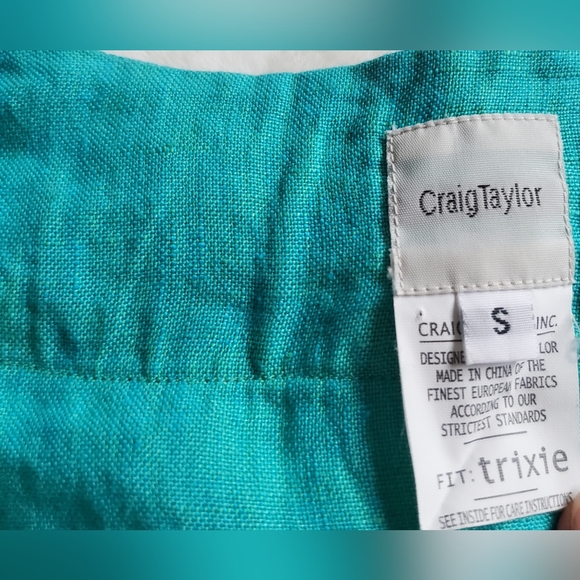 CraigTaylor
S
CRAI INC.
DESIGNE LOR
MADE IN CHINA OF THE
FINEST EUROPEAN FABRICS
ACCORDING TO OUR
STRICTEST STANDARDS
FIT: trixie
SEE INSIDE FOR CARE INSTRUCTIONS